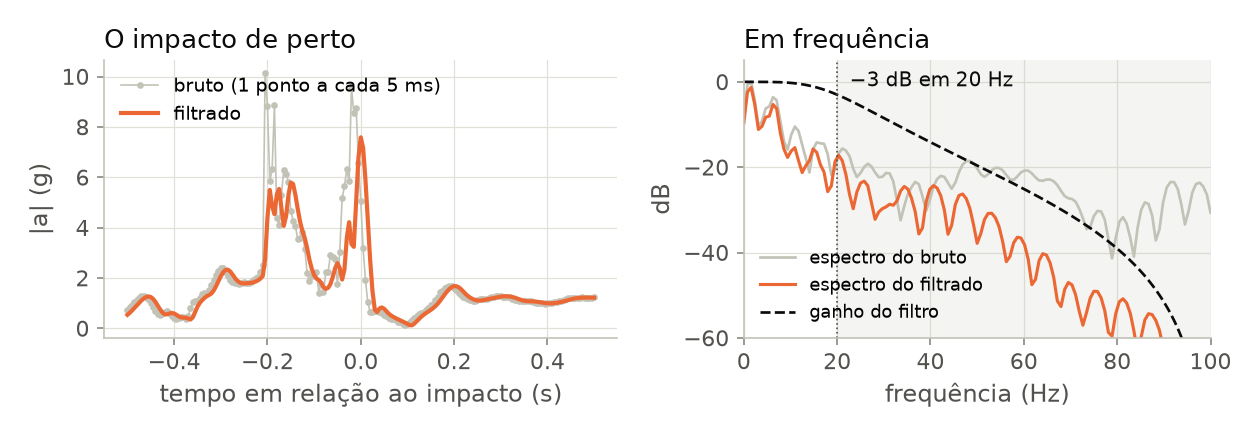 O impacto de perto
bruto (1 ponto a cada 5 ms)
filtrado
|a| (g)
10
8
6
4
2
0
−0.4
−0.2
0.0
0.2
0.4
tempo em relação ao impacto (s)
Em frequência
−3 dB em 20 Hz
dB
0
−20
−40
−60
espectro do bruto
espectro do filtrado
ganho do filtro
0
20
40
60
80
100
frequência (Hz)